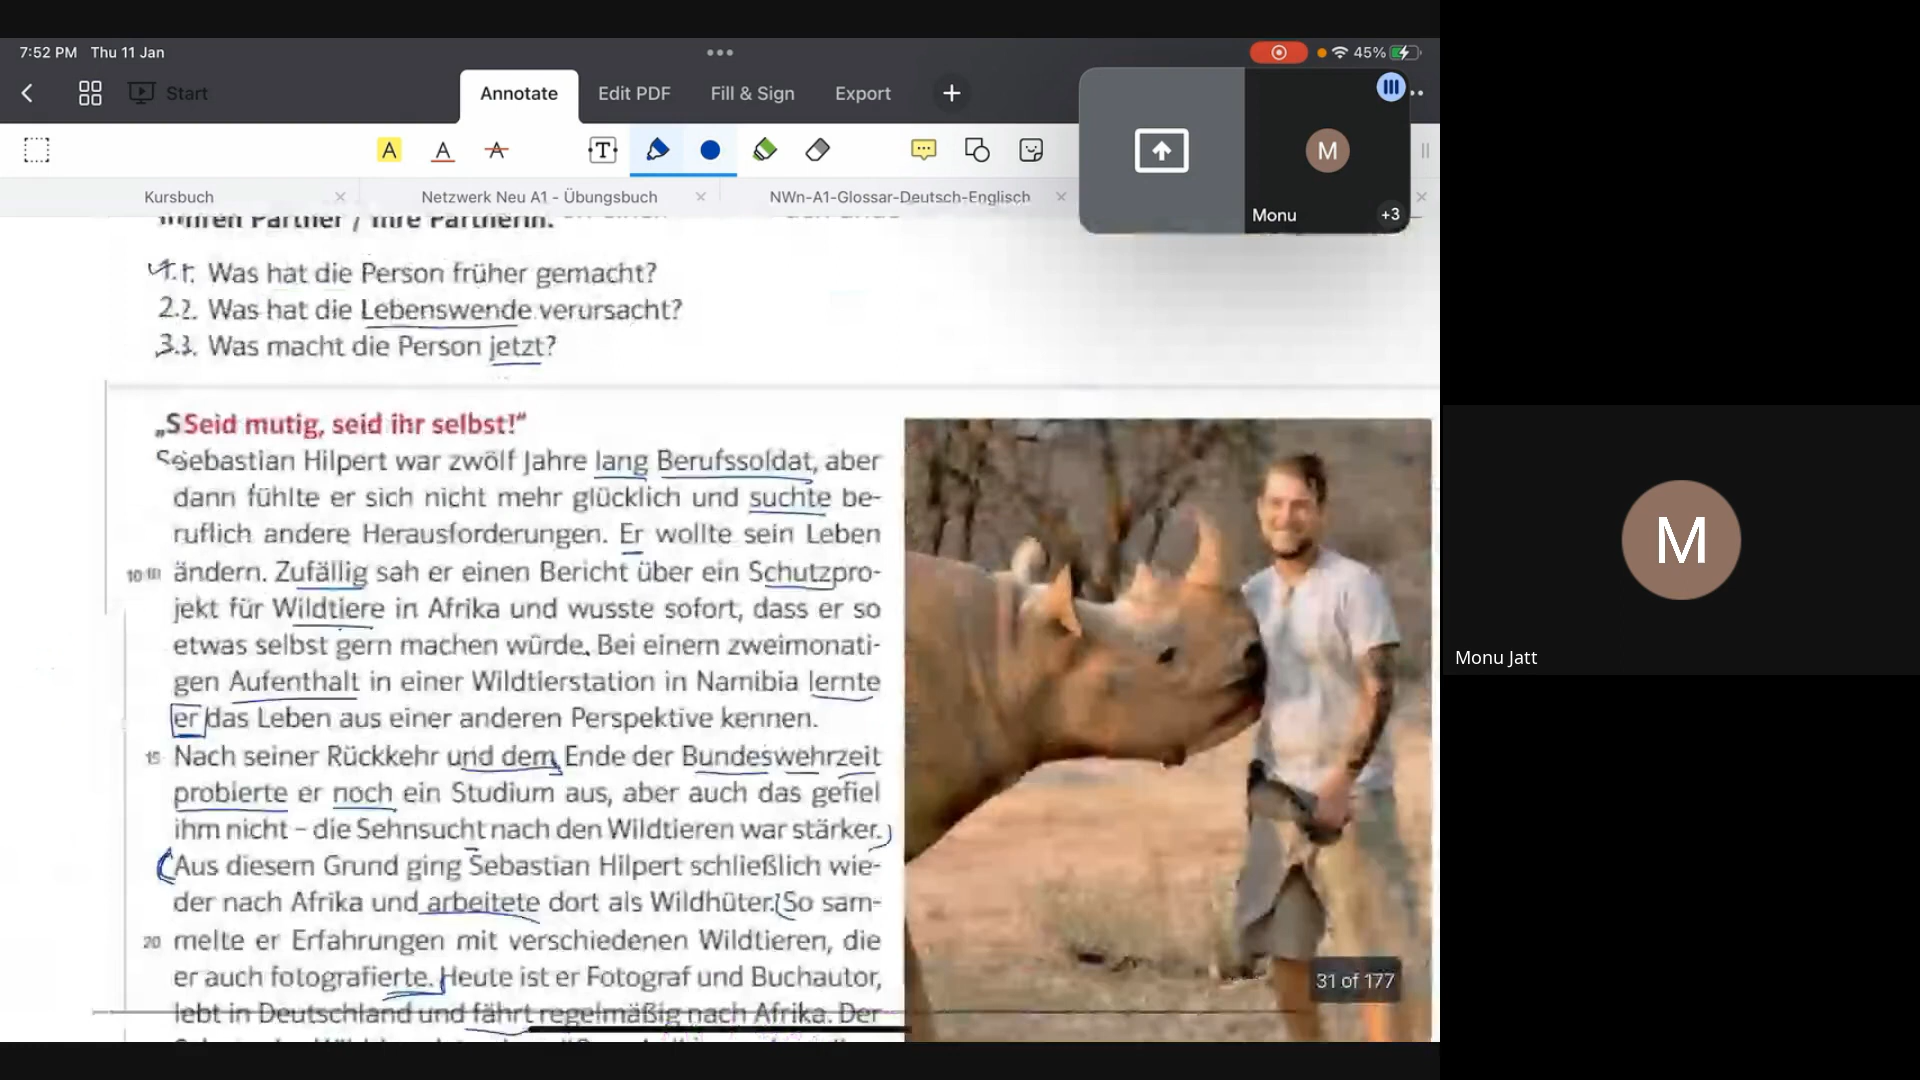 7:52 PM Thu 11 Jan
45%
Start
Annotate
Edit PDF
Fill & Sign
Export
Kursbuch
Netzwerk Neu A1 - Übungsbuch
NWn-A1-Glossar-Deutsch-Englisch
M
Monu
+3
Partner / Ihre Partnerin.
1. Was hat die Person früher gemacht?
2. Was hat die Lebenswende verursacht?
3. Was macht die Person jetzt?
„Seid mutig, seid ihr selbst!“
Sebastian Hilpert war zwölf Jahre lang Berufssoldat, aber
dann fühlte er sich nicht mehr glücklich und suchte be-
ruflich andere Herausforderungen. Er wollte sein Leben
10 ändern. Zufällig sah er einen Bericht über ein Schutzpro-
jekt für Wildtiere in Afrika und wusste sofort, dass er so
etwas selbst gern machen würde. Bei einem zweimonati-
gen Aufenthalt in einer Wildtierstation in Namibia lernte
er das Leben aus einer anderen Perspektive kennen.
15 Nach seiner Rückkehr und dem Ende der Bundeswehrzeit
probierte er noch ein Studium aus, aber auch das gefiel
ihm nicht – die Sehnsucht nach den Wildtieren war stärker.
Aus diesem Grund ging Sebastian Hilpert schließlich wie-
der nach Afrika und arbeitete dort als Wildhüter. So sam-
20 melte er Erfahrungen mit verschiedenen Wildtieren, die
er auch fotografierte. Heute ist er Fotograf und Buchautor,
lebt in Deutschland und fährt regelmäßig nach Afrika. Der
31 of 177
M
Monu Jatt